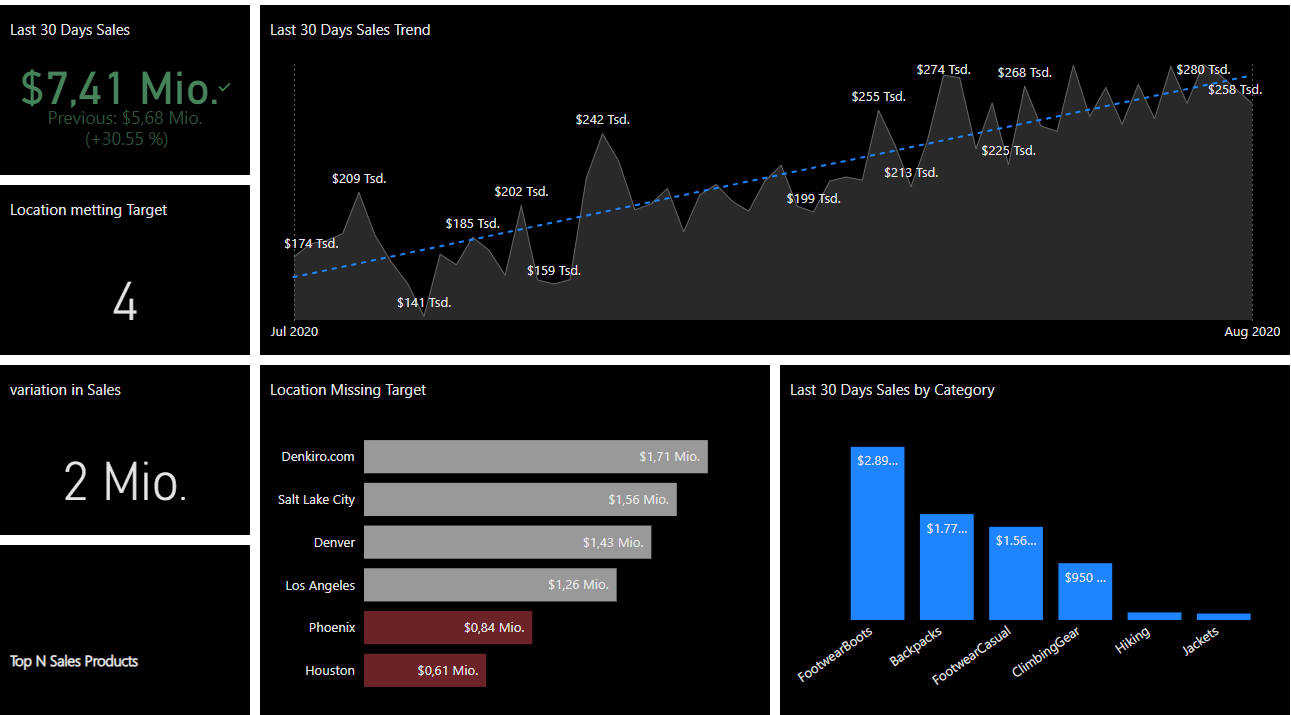 Last 30 Days Sales
$7,41 Mio.
Previous: $5,68 Mio.
(+30.55 %)
Last 30 Days Sales Trend
$174 Tsd.
$209 Tsd.
$141 Tsd.
$185 Tsd.
$202 Tsd.
$159 Tsd.
$242 Tsd.
$199 Tsd.
$255 Tsd.
$213 Tsd.
$274 Tsd.
$225 Tsd.
$268 Tsd.
$280 Tsd.
$258 Tsd.
Jul 2020
Aug 2020
Location metting Target
4
variation in Sales
2 Mio.
Location Missing Target
Denkiro.com $1,71 Mio.
Salt Lake City $1,56 Mio.
Denver $1,43 Mio.
Los Angeles $1,26 Mio.
Phoenix $0,84 Mio.
Houston $0,61 Mio.
Last 30 Days Sales by Category
$2.89...
$1.77...
$1.56...
$950 ...
FootwearBoots
Backpacks
FootwearCasual
ClimbingGear
Hiking
Jackets
Top N Sales Products